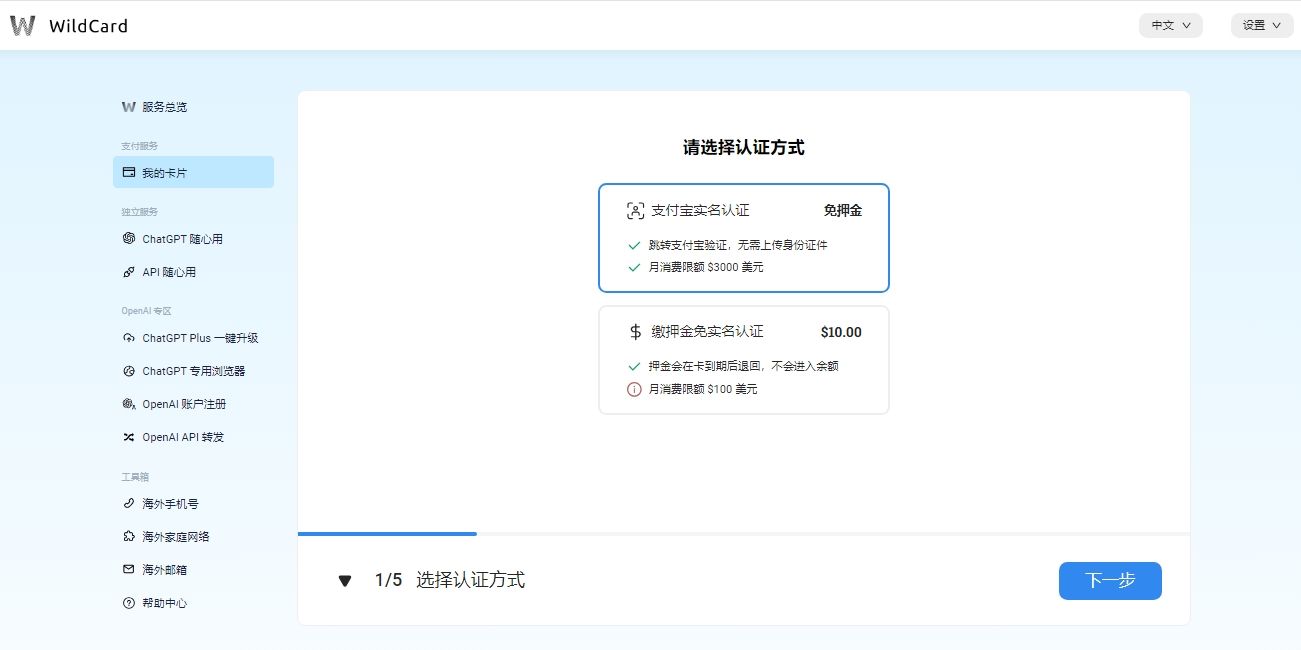 WildCard
中文
设置
服务总览
支付服务
我的卡片
独立服务
ChatGPT 随心用
API 随心用
OpenAI 专区
ChatGPT Plus 一键升级
ChatGPT 专用浏览器
OpenAI 账户注册
OpenAI API 转发
工具箱
海外手机号
海外家庭网络
海外邮箱
帮助中心
请选择认证方式
支付宝实名认证 免押金
跳转支付宝验证，无需上传身份证件
月消费限额 $3000 美元
缴押金免实名认证 $10.00
押金会在卡到期后退回，不会进入余额
月消费限额 $100 美元
1/5 选择认证方式
下一步